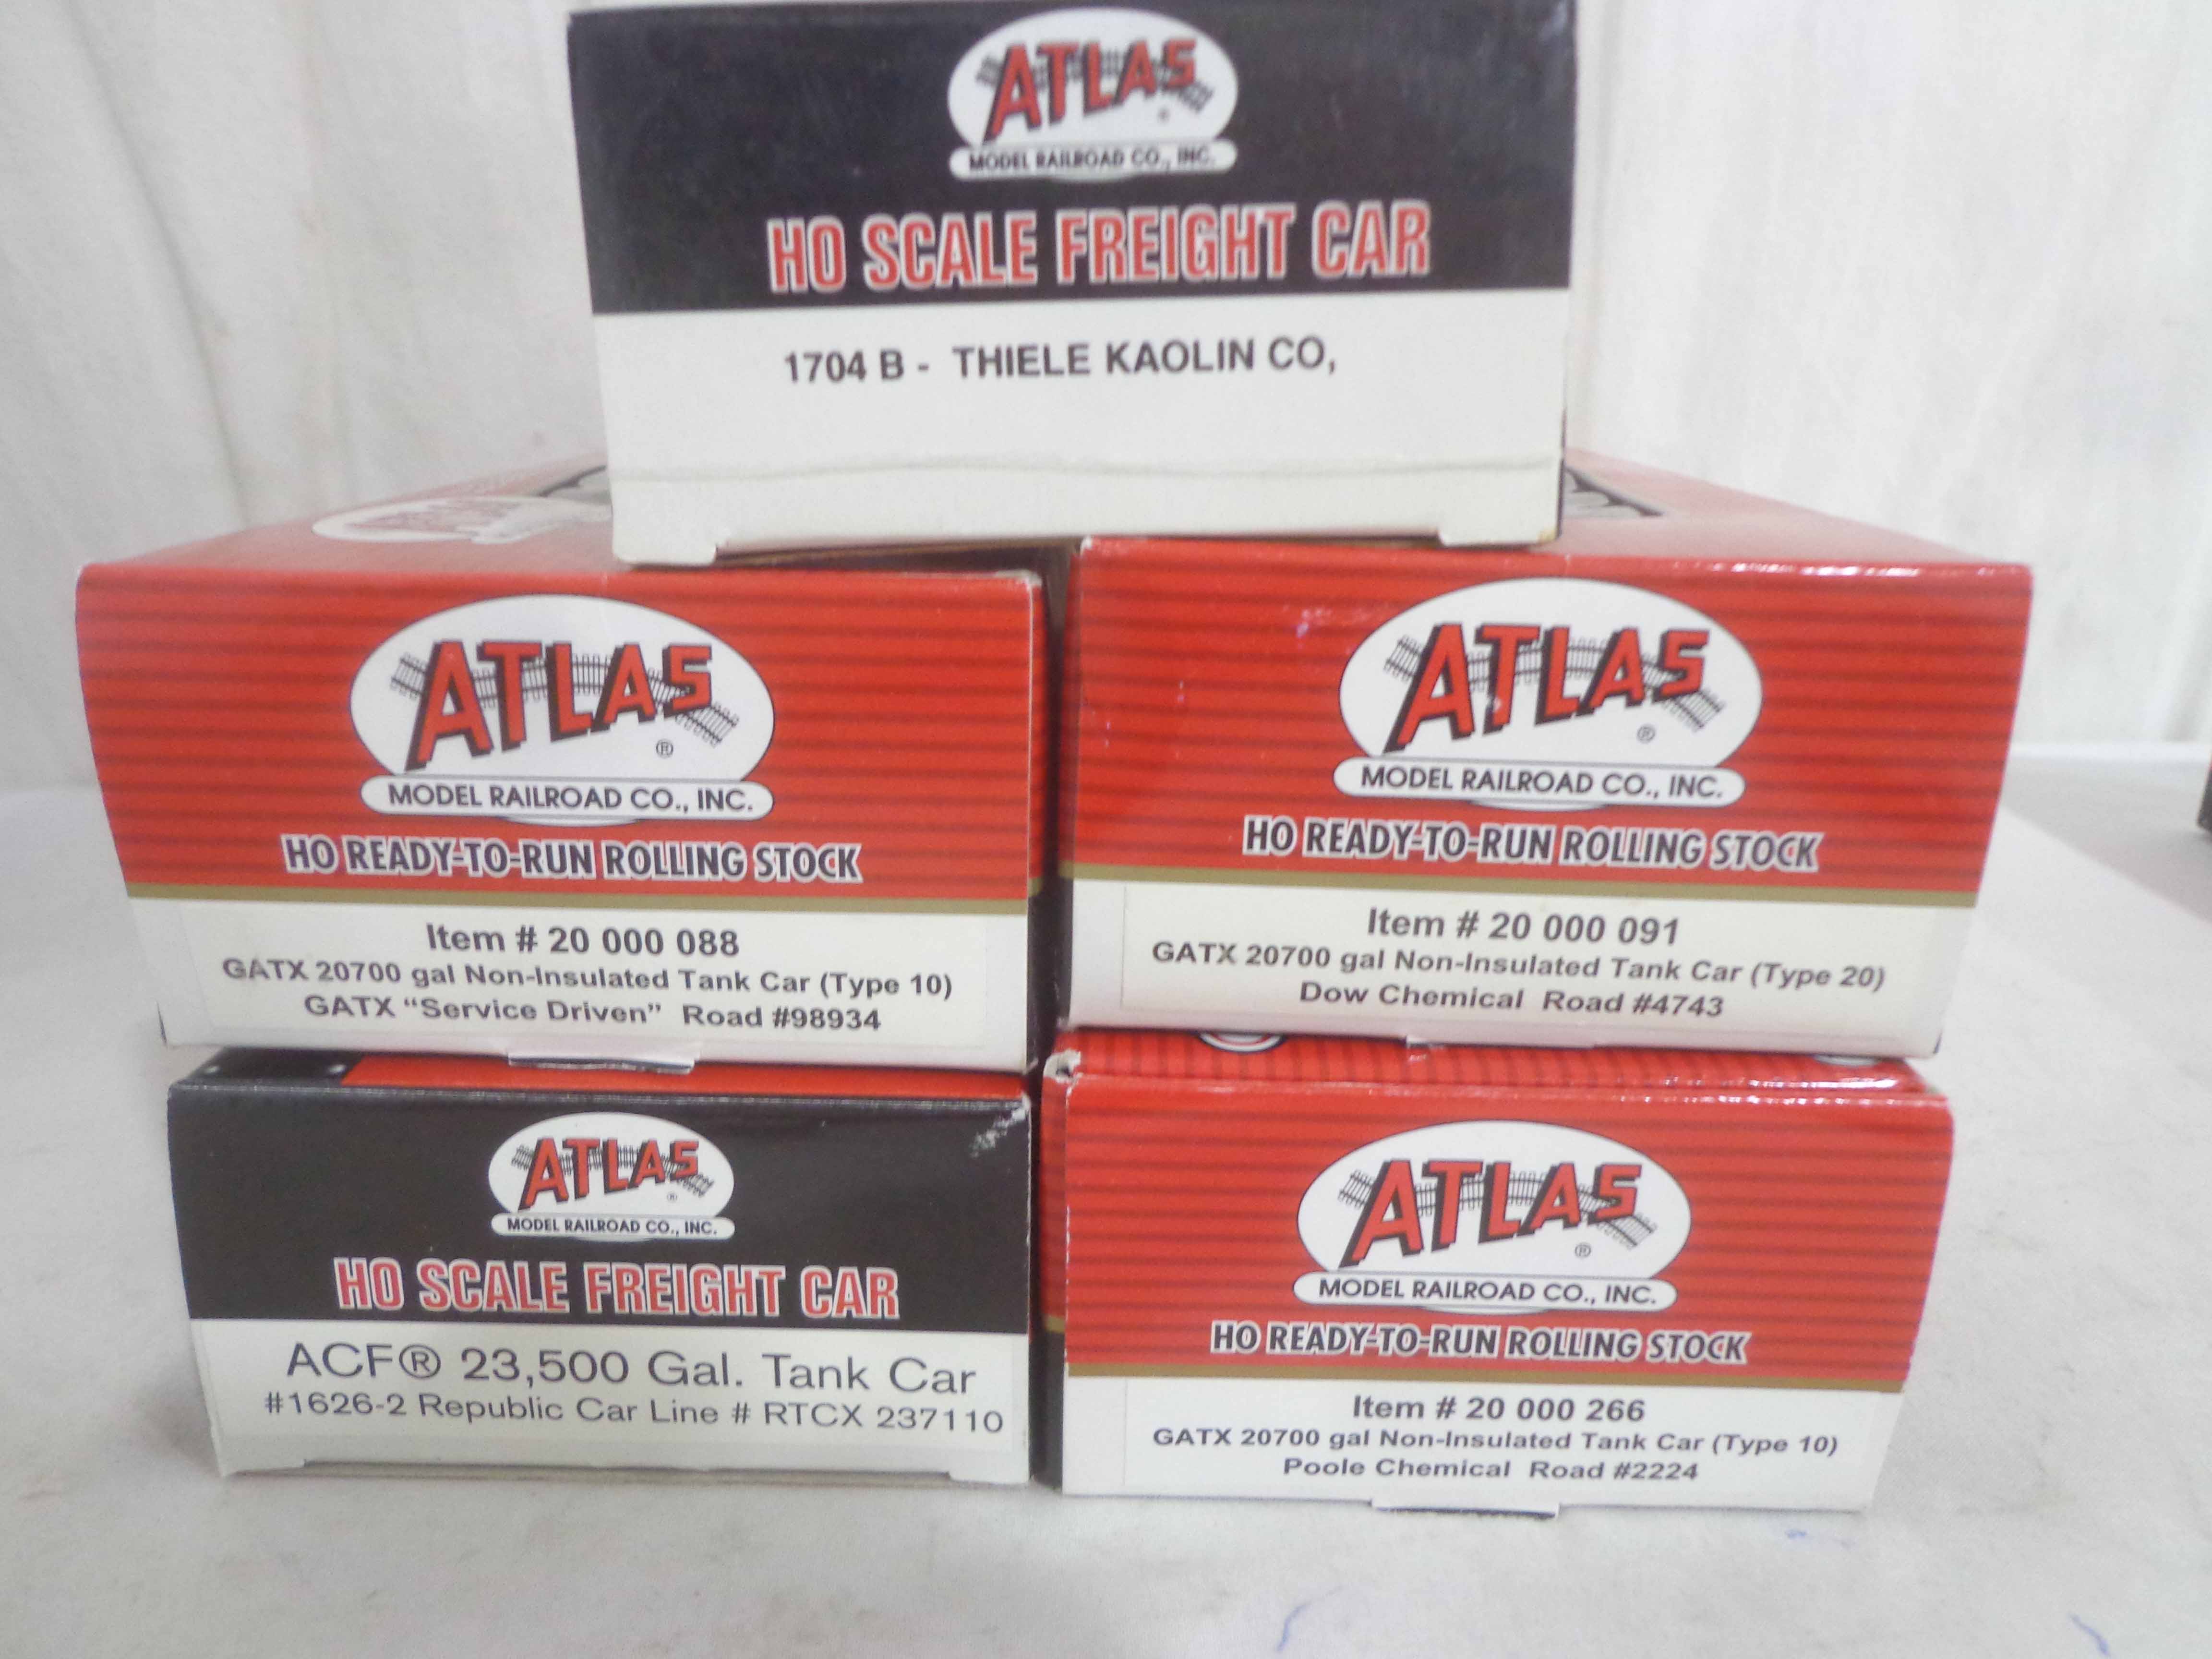 ATLAS
®
MODEL RAILROAD CO., INC.
HO SCALE FREIGHT CAR
1704 B - THIELE KAOLIN CO,
ATLAS
®
MODEL RAILROAD CO., INC.
HO READY-TO-RUN ROLLING STOCK
Item # 20 000 088
GATX 20700 gal Non-Insulated Tank Car (Type 10)
GATX “Service Driven” Road #98934
ATLAS
®
MODEL RAILROAD CO., INC.
HO READY-TO-RUN ROLLING STOCK
Item # 20 000 091
GATX 20700 gal Non-Insulated Tank Car (Type 20)
Dow Chemical Road #4743
ATLAS
®
MODEL RAILROAD CO., INC.
HO SCALE FREIGHT CAR
ACF® 23,500 Gal. Tank Car
#1626-2 Republic Car Line # RTCX 237110
ATLAS
®
MODEL RAILROAD CO., INC.
HO READY-TO-RUN ROLLING STOCK
Item # 20 000 266
GATX 20700 gal Non-Insulated Tank Car (Type 10)
Poole Chemical Road #2224